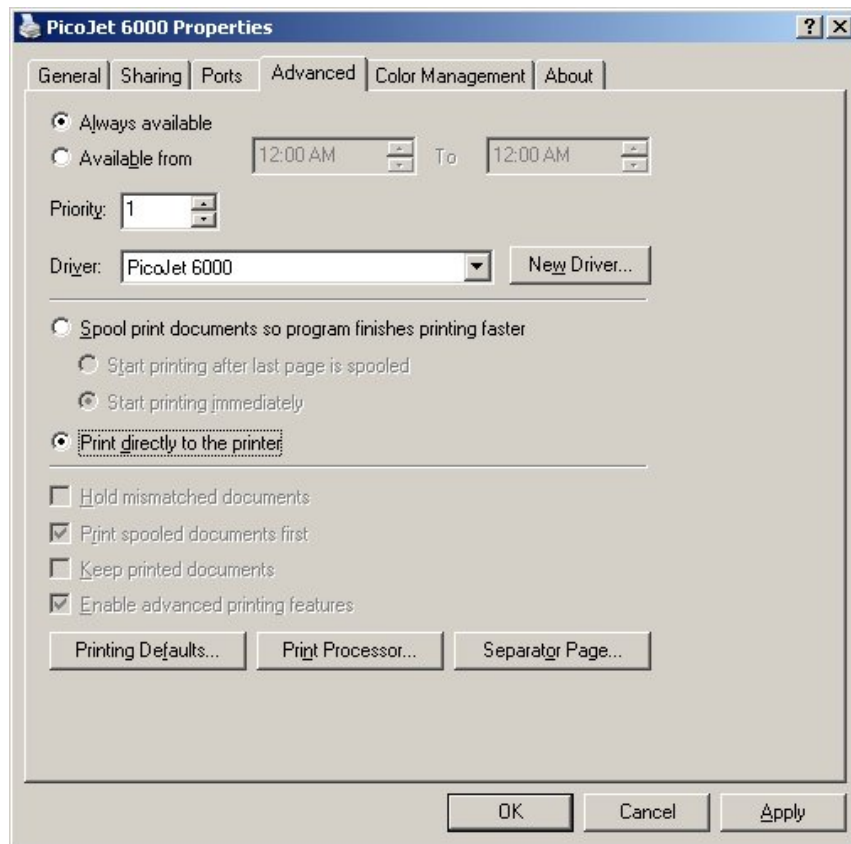 PicoJet 6000 Properties
General Sharing Ports Advanced Color Management About
Always available
Available from 12:00 AM To 12:00 AM
Priority: 1
Driver: PicoJet 6000 New Driver...
Spool print documents so program finishes printing faster
Start printing after last page is spooled
Start printing immediately
Print directly to the printer
Hold mismatched documents
Print spooled documents first
Keep printed documents
Enable advanced printing features
Printing Defaults... Print Processor... Separator Page...
OK Cancel Apply